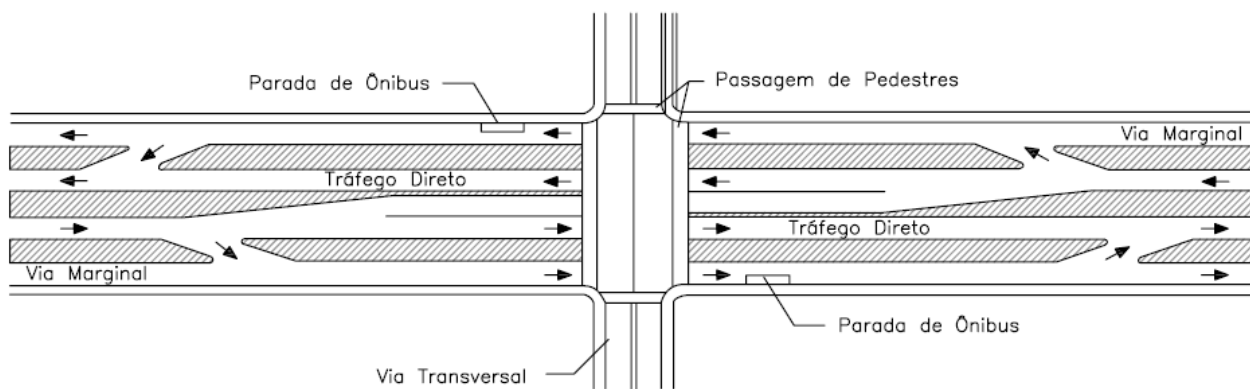 Parada de Ônibus
Passagem de Pedestres
Via Marginal
Tráfego Direto
Tráfego Direto
Via Marginal
Parada de Ônibus
Via Transversal